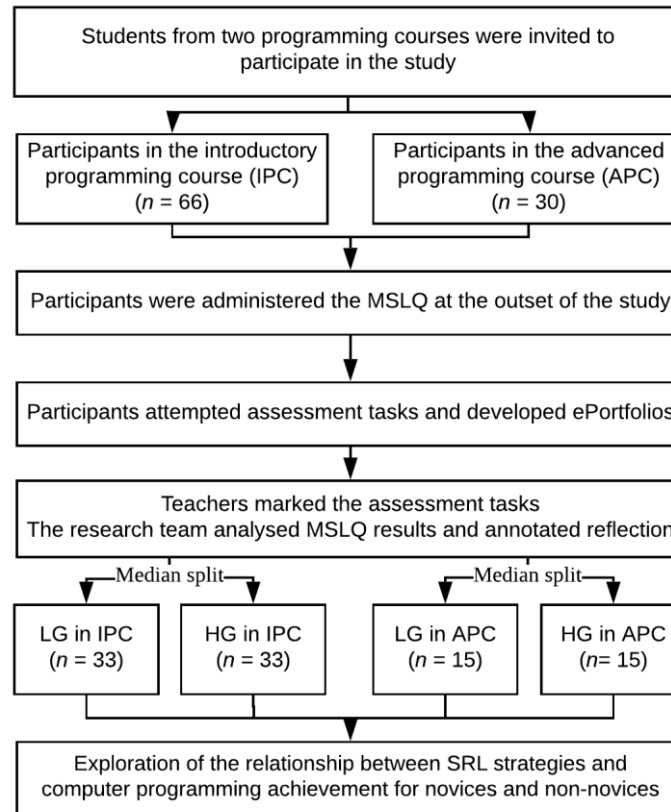 Students from two programming courses were invited to
participate in the study
Participants in the introductory
programming course (IPC)
(n = 66)
Participants in the advanced
programming course (APC)
(n = 30)
Participants were administered the MSLQ at the outset of the study
Participants attempted assessment tasks and developed ePortfolios
Teachers marked the assessment tasks
The research team analysed MSLQ results and annotated reflection
Median split
Median split
LG in IPC
(n = 33)
HG in IPC
(n = 33)
LG in APC
(n = 15)
HG in APC
(n= 15)
Exploration of the relationship between SRL strategies and
computer programming achievement for novices and non-novices